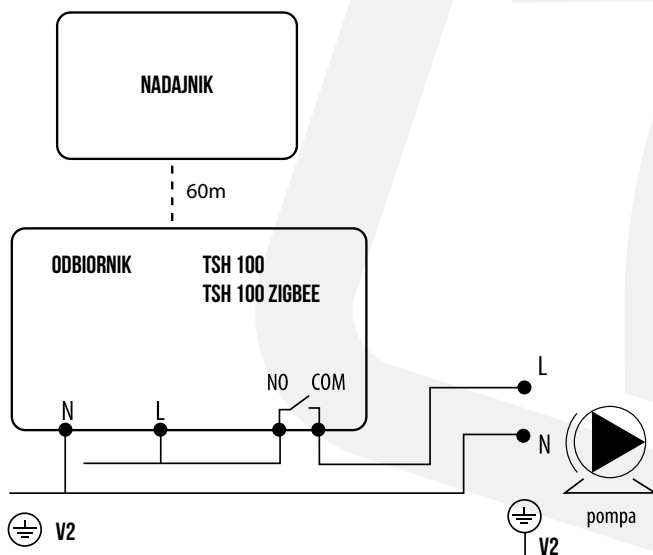 NADAJNIK
60m
ODBIORNIK TSH 100
TSH 100 ZIGBEE
NO COM
N L
L
N
V2
pompa
V2